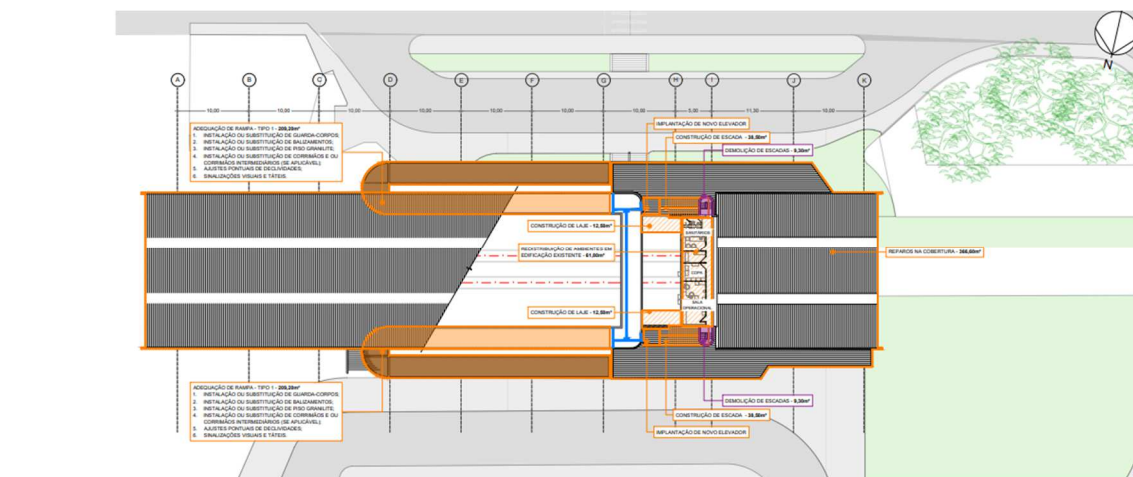 N
A B C D E F G H I J K
10,00 10,00 10,00 10,00 10,00 10,00 10,00 5,00 11,50 10,00
IMPLANTAÇÃO DE NOVO ELEVADOR
CONSTRUÇÃO DE ESCADA - 38,50m²
DEMOLIÇÃO DE ESCADAS - 9,30m²
ADEQUAÇÃO DE RAMPA - TIPO 1 - 209,29m²
1. INSTALAÇÃO OU SUBSTITUIÇÃO DE GUARDA-CORPOS;
2. INSTALAÇÃO OU SUBSTITUIÇÃO DE BALIZAMENTOS;
3. INSTALAÇÃO OU SUBSTITUIÇÃO DE PISO GRANILITE;
4. INSTALAÇÃO OU SUBSTITUIÇÃO DE CORRIMÃOS E OU
CORRIMÃOS INTERMEDIÁRIOS (SE APLICÁVEL);
5. AJUSTES PONTUAIS DE DECLIVIDADES;
6. SINALIZAÇÕES VISUAIS E TÁTEIS.
CONSTRUÇÃO DE LAJE - 12,50m²
SANITÁRIOS
REDISTRIBUIÇÃO DE AMBIENTES EM
EDIFICAÇÃO EXISTENTE - 61,80m²
REPAROS NA COBERTURA - 366,60m²
COPA
SALA
OPERACIONAL
CONSTRUÇÃO DE LAJE - 12,50m²
ADEQUAÇÃO DE RAMPA - TIPO 1 - 209,29m²
1. INSTALAÇÃO OU SUBSTITUIÇÃO DE GUARDA-CORPOS;
2. INSTALAÇÃO OU SUBSTITUIÇÃO DE BALIZAMENTOS;
3. INSTALAÇÃO OU SUBSTITUIÇÃO DE PISO GRANILITE;
4. INSTALAÇÃO OU SUBSTITUIÇÃO DE CORRIMÃOS E OU
CORRIMÃOS INTERMEDIÁRIOS (SE APLICÁVEL);
5. AJUSTES PONTUAIS DE DECLIVIDADES;
6. SINALIZAÇÕES VISUAIS E TÁTEIS.
DEMOLIÇÃO DE ESCADAS - 9,30m²
CONSTRUÇÃO DE ESCADA - 38,50m²
IMPLANTAÇÃO DE NOVO ELEVADOR